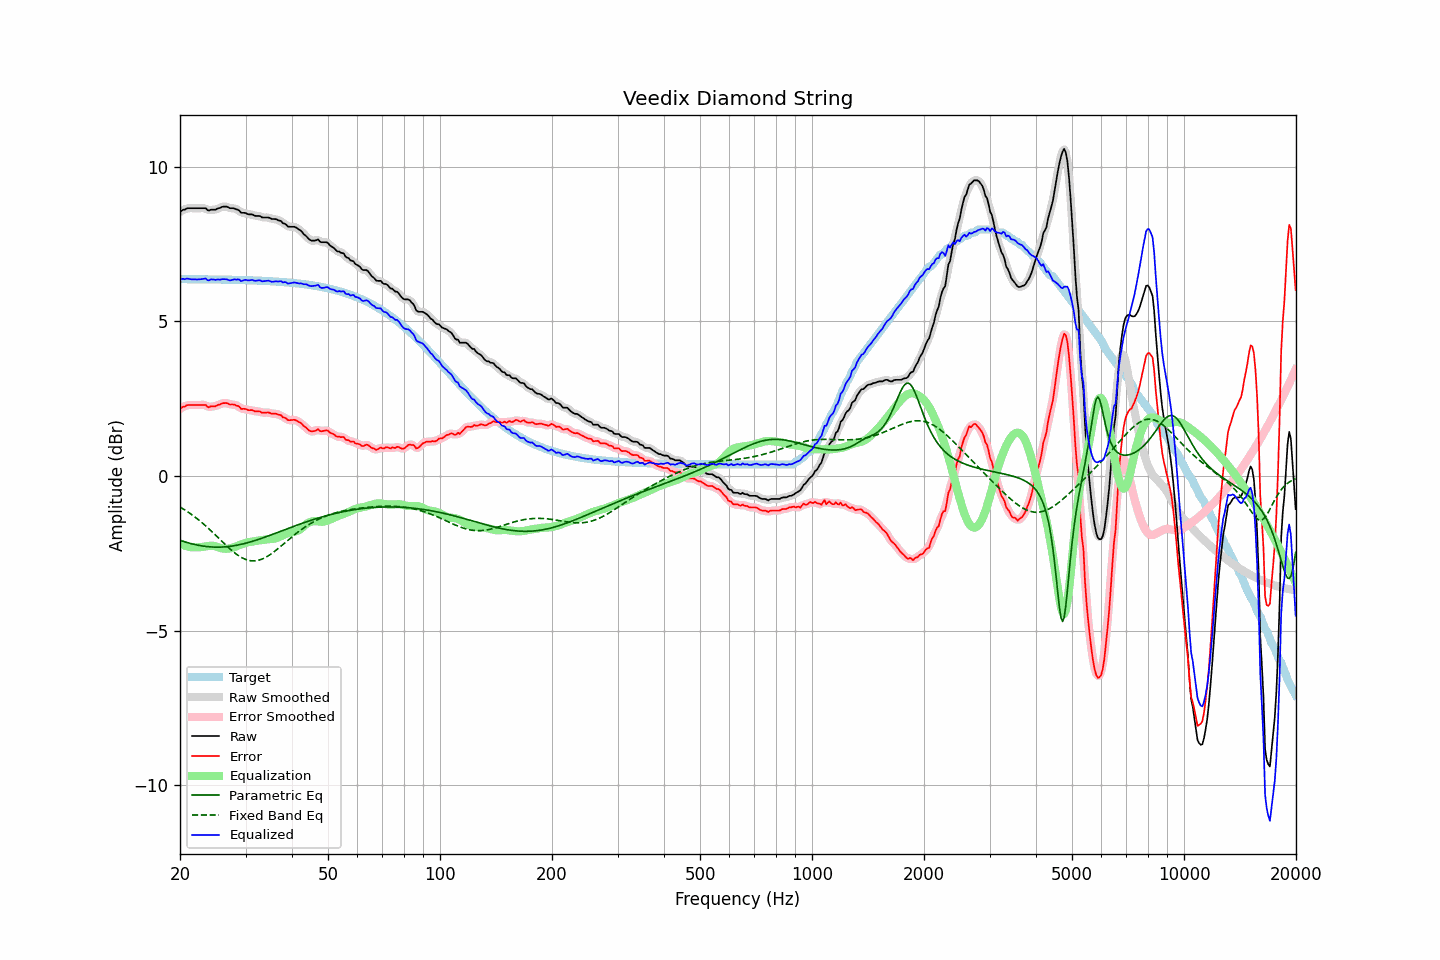 Veedix Diamond String
Amplitude (dBr)
10
5
0
−5
−10
Target
Raw Smoothed
Error Smoothed
Raw
Error
Equalization
Parametric Eq
Fixed Band Eq
Equalized
20 50 100 200 500 1000 2000 5000 10000 20000
Frequency (Hz)